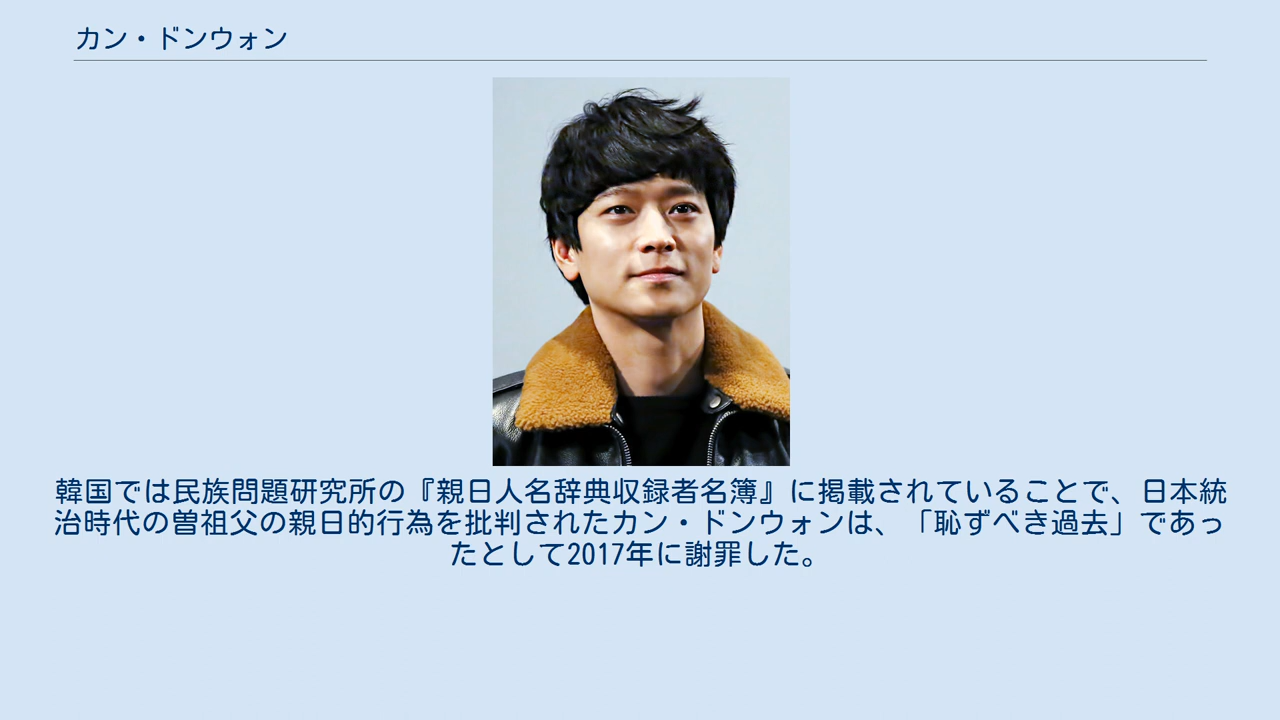 カン・ドンウォン
韓国では民族問題研究所の『親日人名辞典収録者名簿』に掲載されていることで、日本統
治時代の曽祖父の親日的行為を批判されたカン・ドンウォンは、「恥ずべき過去」であっ
たとして2017年に謝罪した。